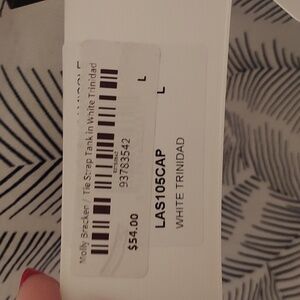 Molly Bracken / Tie Strap Tank in White Trinidad
L
93783542
$54.00
L
LAS105CAP
WHITE TRINIDAD